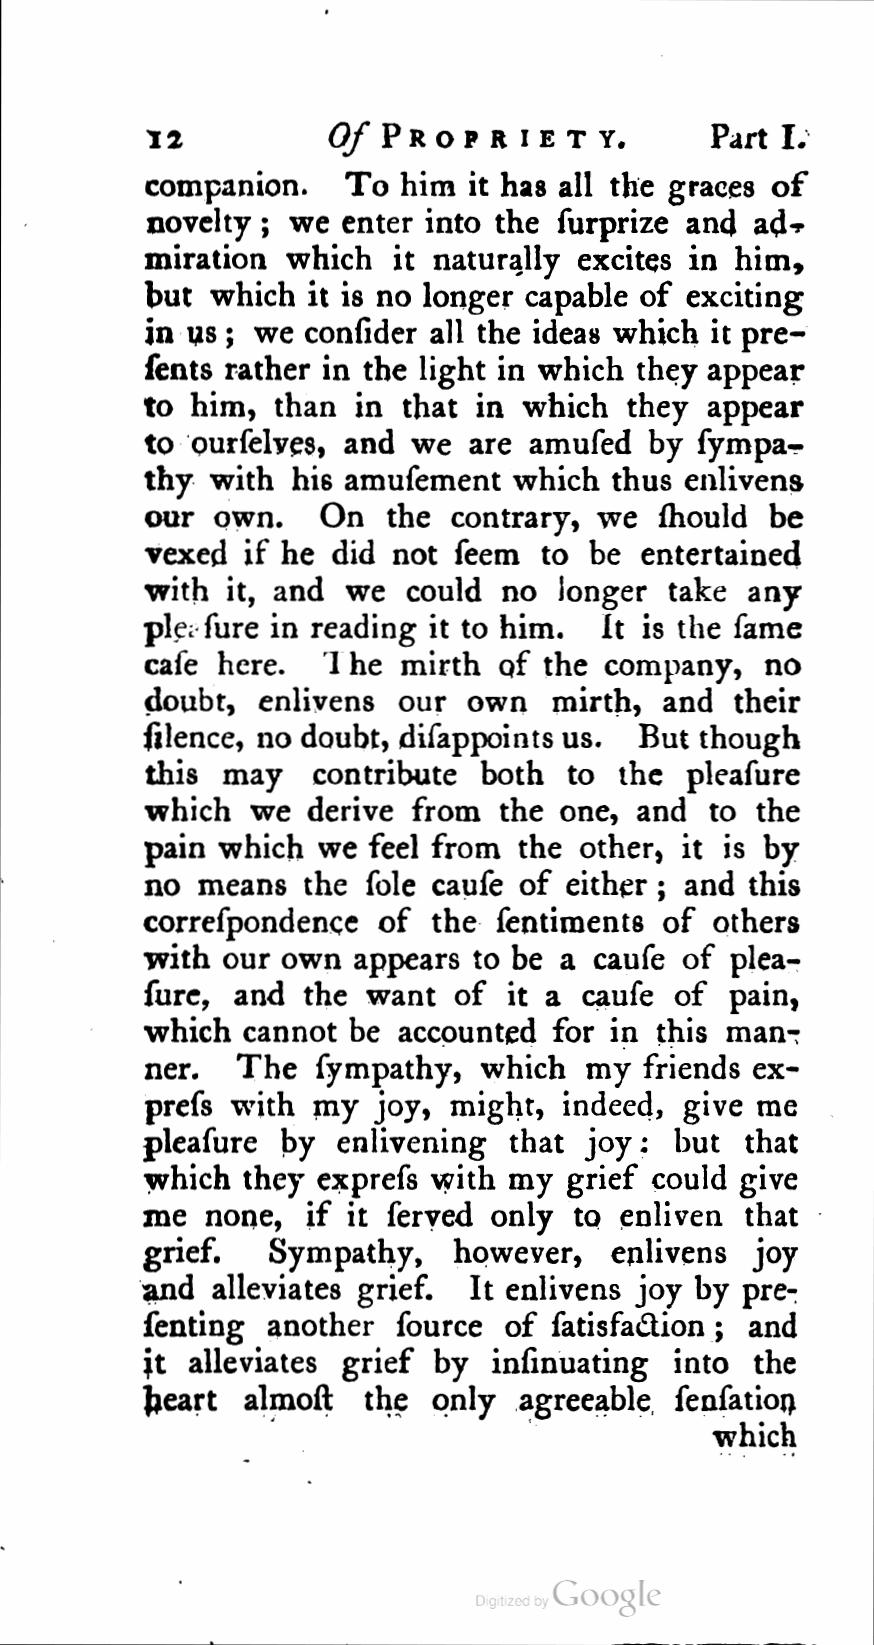 12 Of PROPRIETY. Part I.
companion. To him it has all the graces of
novelty; we enter into the ſurprize and ad-
miration which it naturally excites in him,
but which it is no longer capable of exciting
in us; we conſider all the ideas which it pre-
ſents rather in the light in which they appear
to him, than in that in which they appear
to ourſelves, and we are amuſed by ſympa-
thy with his amuſement which thus enlivens
our own. On the contrary, we ſhould be
vexed if he did not ſeem to be entertained
with it, and we could no longer take any
pleaſure in reading it to him. It is the ſame
caſe here. The mirth of the company, no
doubt, enlivens our own mirth, and their
ſilence, no doubt, diſappoints us. But though
this may contribute both to the pleaſure
which we derive from the one, and to the
pain which we feel from the other, it is by
no means the ſole cauſe of either; and this
correſpondence of the ſentiments of others
with our own appears to be a cauſe of plea-
ſure, and the want of it a cauſe of pain,
which cannot be accounted for in this man-
ner. The ſympathy, which my friends ex-
preſs with my joy, might, indeed, give me
pleaſure by enlivening that joy: but that
which they expreſs with my grief could give
me none, if it ſerved only to enliven that
grief. Sympathy, however, enlivens joy
and alleviates grief. It enlivens joy by pre-
ſenting another ſource of ſatisfaction; and
it alleviates grief by inſinuating into the
heart almoſt the only agreeable ſenſation
which
Digitized by Google